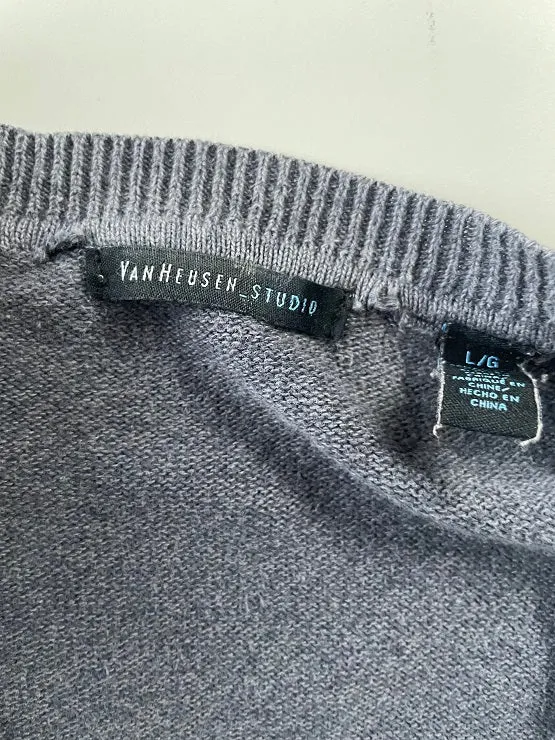 VANHEUSEN_STUDIO
L/G
FABRIQUÉ EN
CHINE/
HECHO EN
CHINA